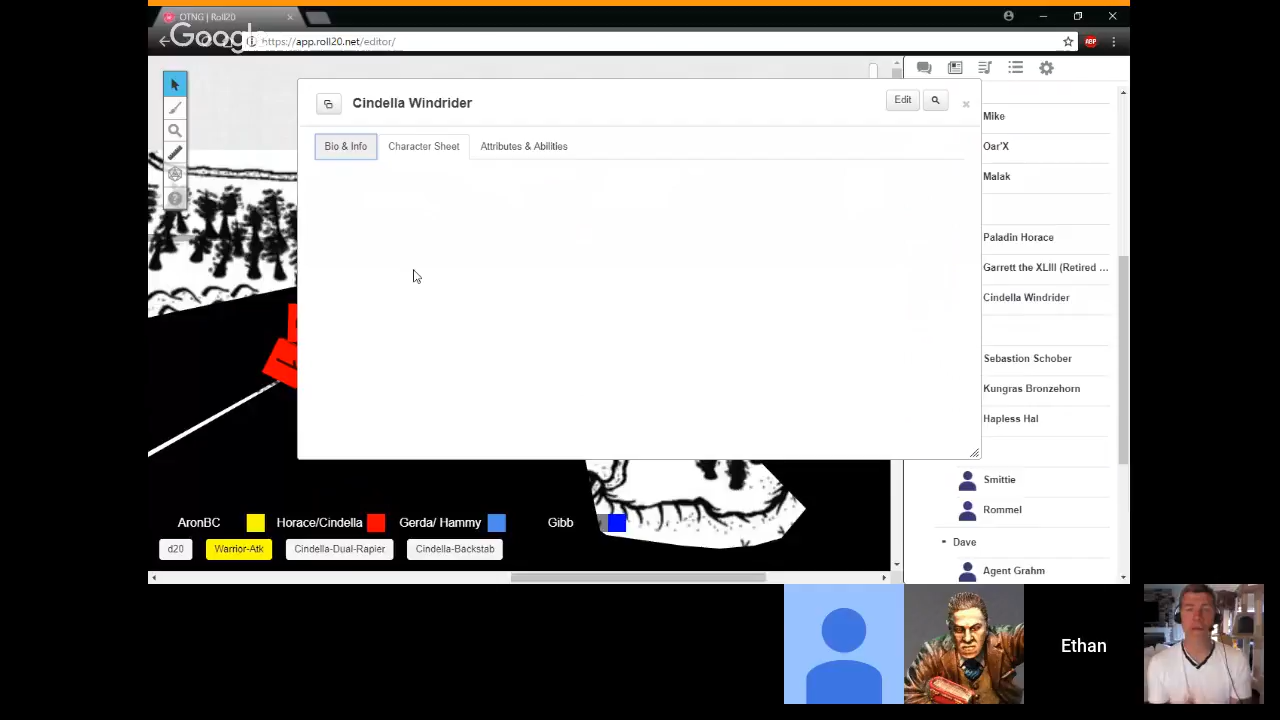 OTNG | Roll20
Google
https://app.roll20.net/editor/
ABP
Cindella Windrider
Edit
Bio & Info
Character Sheet
Attributes & Abilities
Mike
Oar'X
Malak
Paladin Horace
Garrett the XLIII (Retired ...
Cindella Windrider
Sebastion Schober
Kungras Bronzehorn
Hapless Hal
Smittie
Rommel
Dave
Agent Grahm
AronBC
Horace/Cindella
Gerda/ Hammy
Gibb
d20
Warrior-Atk
Cindella-Dual-Rapier
Cindella-Backstab
Ethan